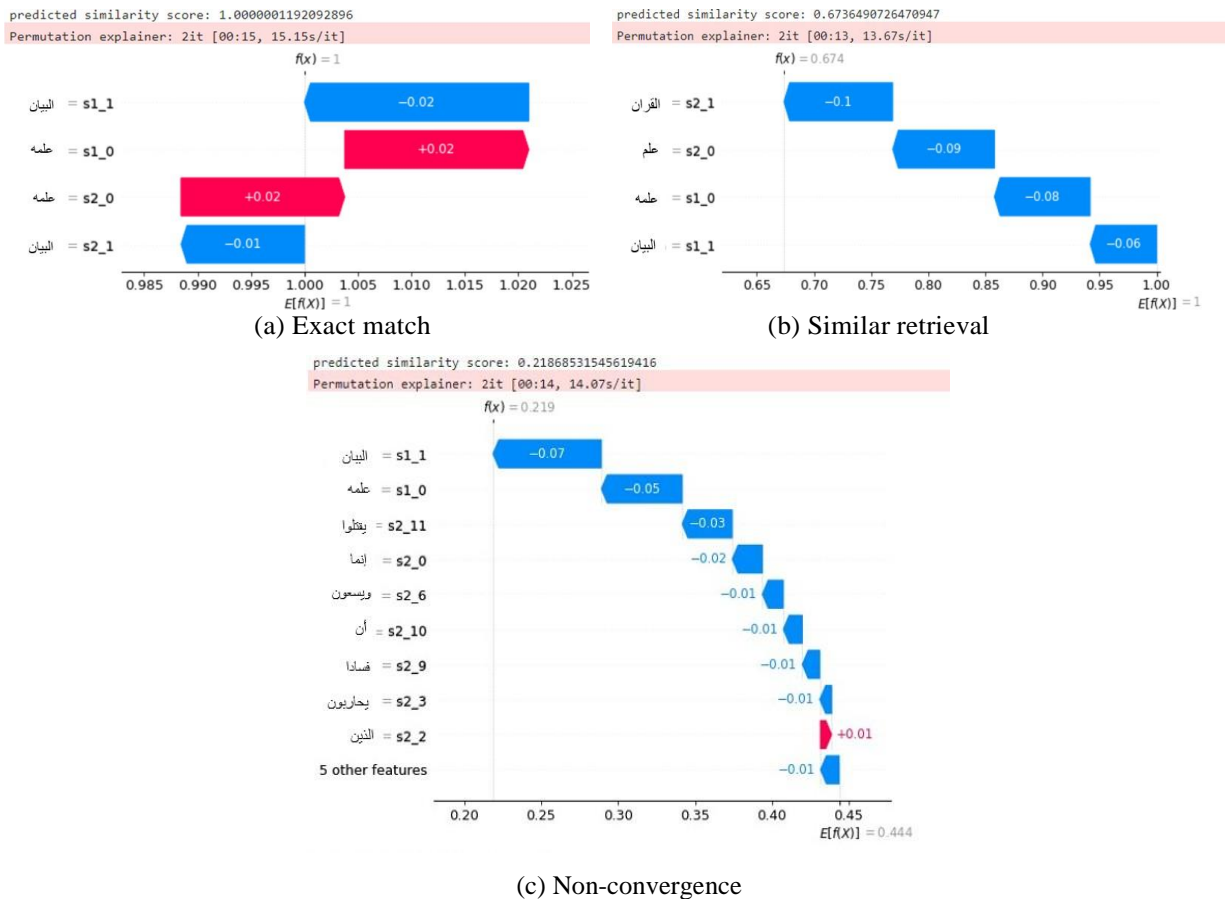 predicted similarity score: 1.0000001192092896
Permutation explainer: 2it [00:15, 15.15s/it]
f(x) = 1
البيان = s1_1
−0.02
علمه = s1_0
+0.02
علمه = s2_0
+0.02
البيان = s2_1
−0.01
0.985 0.990 0.995 1.000 1.005 1.010 1.015 1.020 1.025
E[f(X)] = 1
(a) Exact match
predicted similarity score: 0.6736490726470947
Permutation explainer: 2it [00:13, 13.67s/it]
f(x) = 0.674
القران = s2_1
−0.1
علم = s2_0
−0.09
علمه = s1_0
−0.08
البيان = s1_1
−0.06
0.65 0.70 0.75 0.80 0.85 0.90 0.95 1.00
E[f(X)] = 1
(b) Similar retrieval
predicted similarity score: 0.21868531545619416
Permutation explainer: 2it [00:14, 14.07s/it]
f(x) = 0.219
البيان = s1_1
−0.07
علمه = s1_0
−0.05
يقتلوا = s2_11
−0.03
إنما = s2_0
−0.02
ويسعون = s2_6
−0.01
أن = s2_10
−0.01
فسادا = s2_9
−0.01
يحاربون = s2_3
−0.01
الذين = s2_2
+0.01
5 other features
−0.01
0.20 0.25 0.30 0.35 0.40 0.45
E[f(X)] = 0.444
(c) Non-convergence